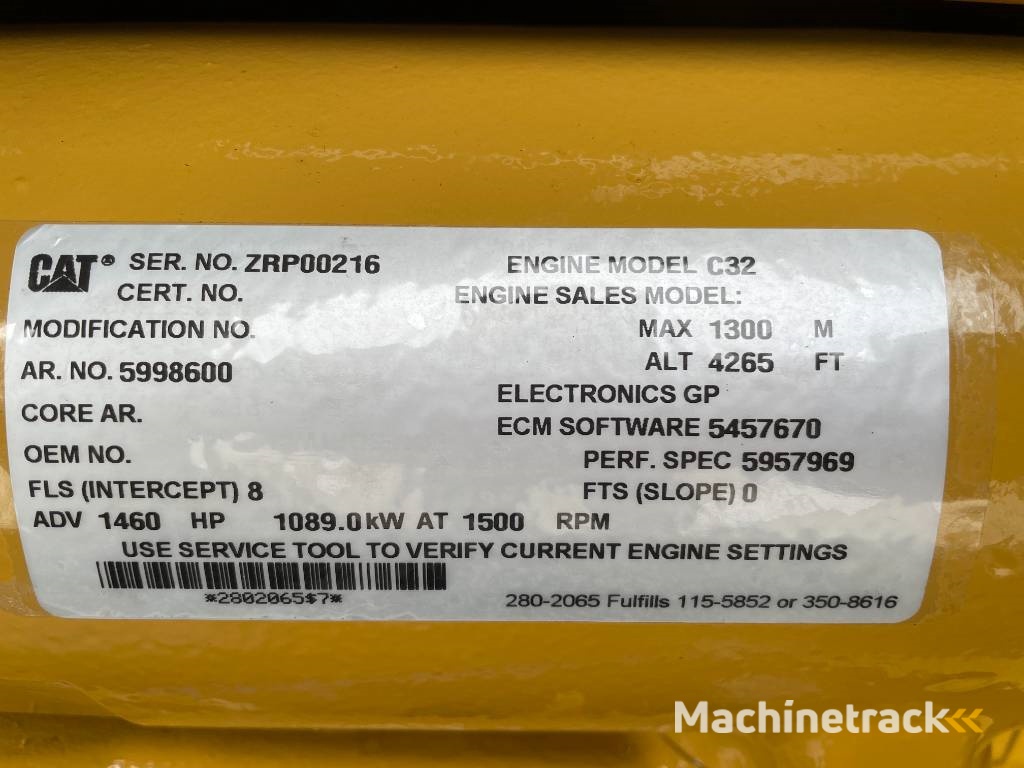 CAT® SER. NO. ZRP00216 ENGINE MODEL C32
CERT. NO. ENGINE SALES MODEL:
MODIFICATION NO. MAX 1300 M
AR. NO. 5998600 ALT 4265 FT
CORE AR. ELECTRONICS GP
ECM SOFTWARE 5457670
OEM NO. PERF. SPEC 5957969
FLS (INTERCEPT) 8 FTS (SLOPE) 0
ADV 1460 HP 1089.0kW AT 1500 RPM
USE SERVICE TOOL TO VERIFY CURRENT ENGINE SETTINGS
*2802065$7*
280-2065 Fulfills 115-5852 or 350-8616
Machinetrack